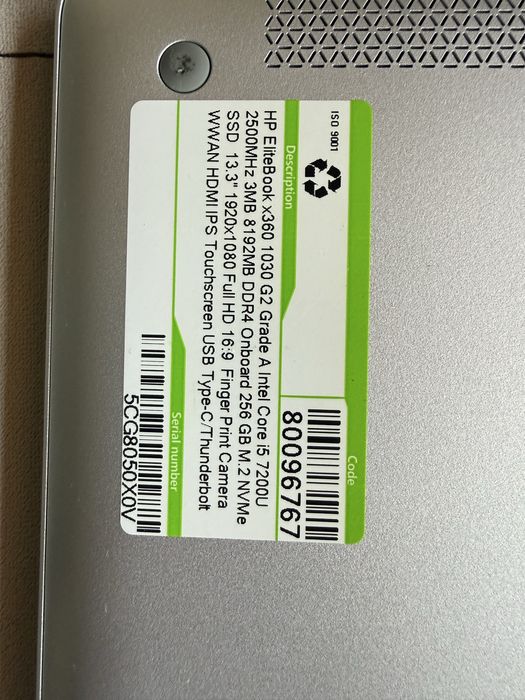 ISO 9001
Code
80096767
Description
HP EliteBook x360 1030 G2 Grade A Intel Core i5 7200U
2500MHz 3MB 8192MB DDR4 Onboard 256 GB M.2 NVMe
SSD 13.3" 1920x1080 Full HD 16:9 Finger Print Camera
WWAN HDMI IPS Touchscreen USB Type-C/Thunderbolt
Serial number
5CG8050X0V